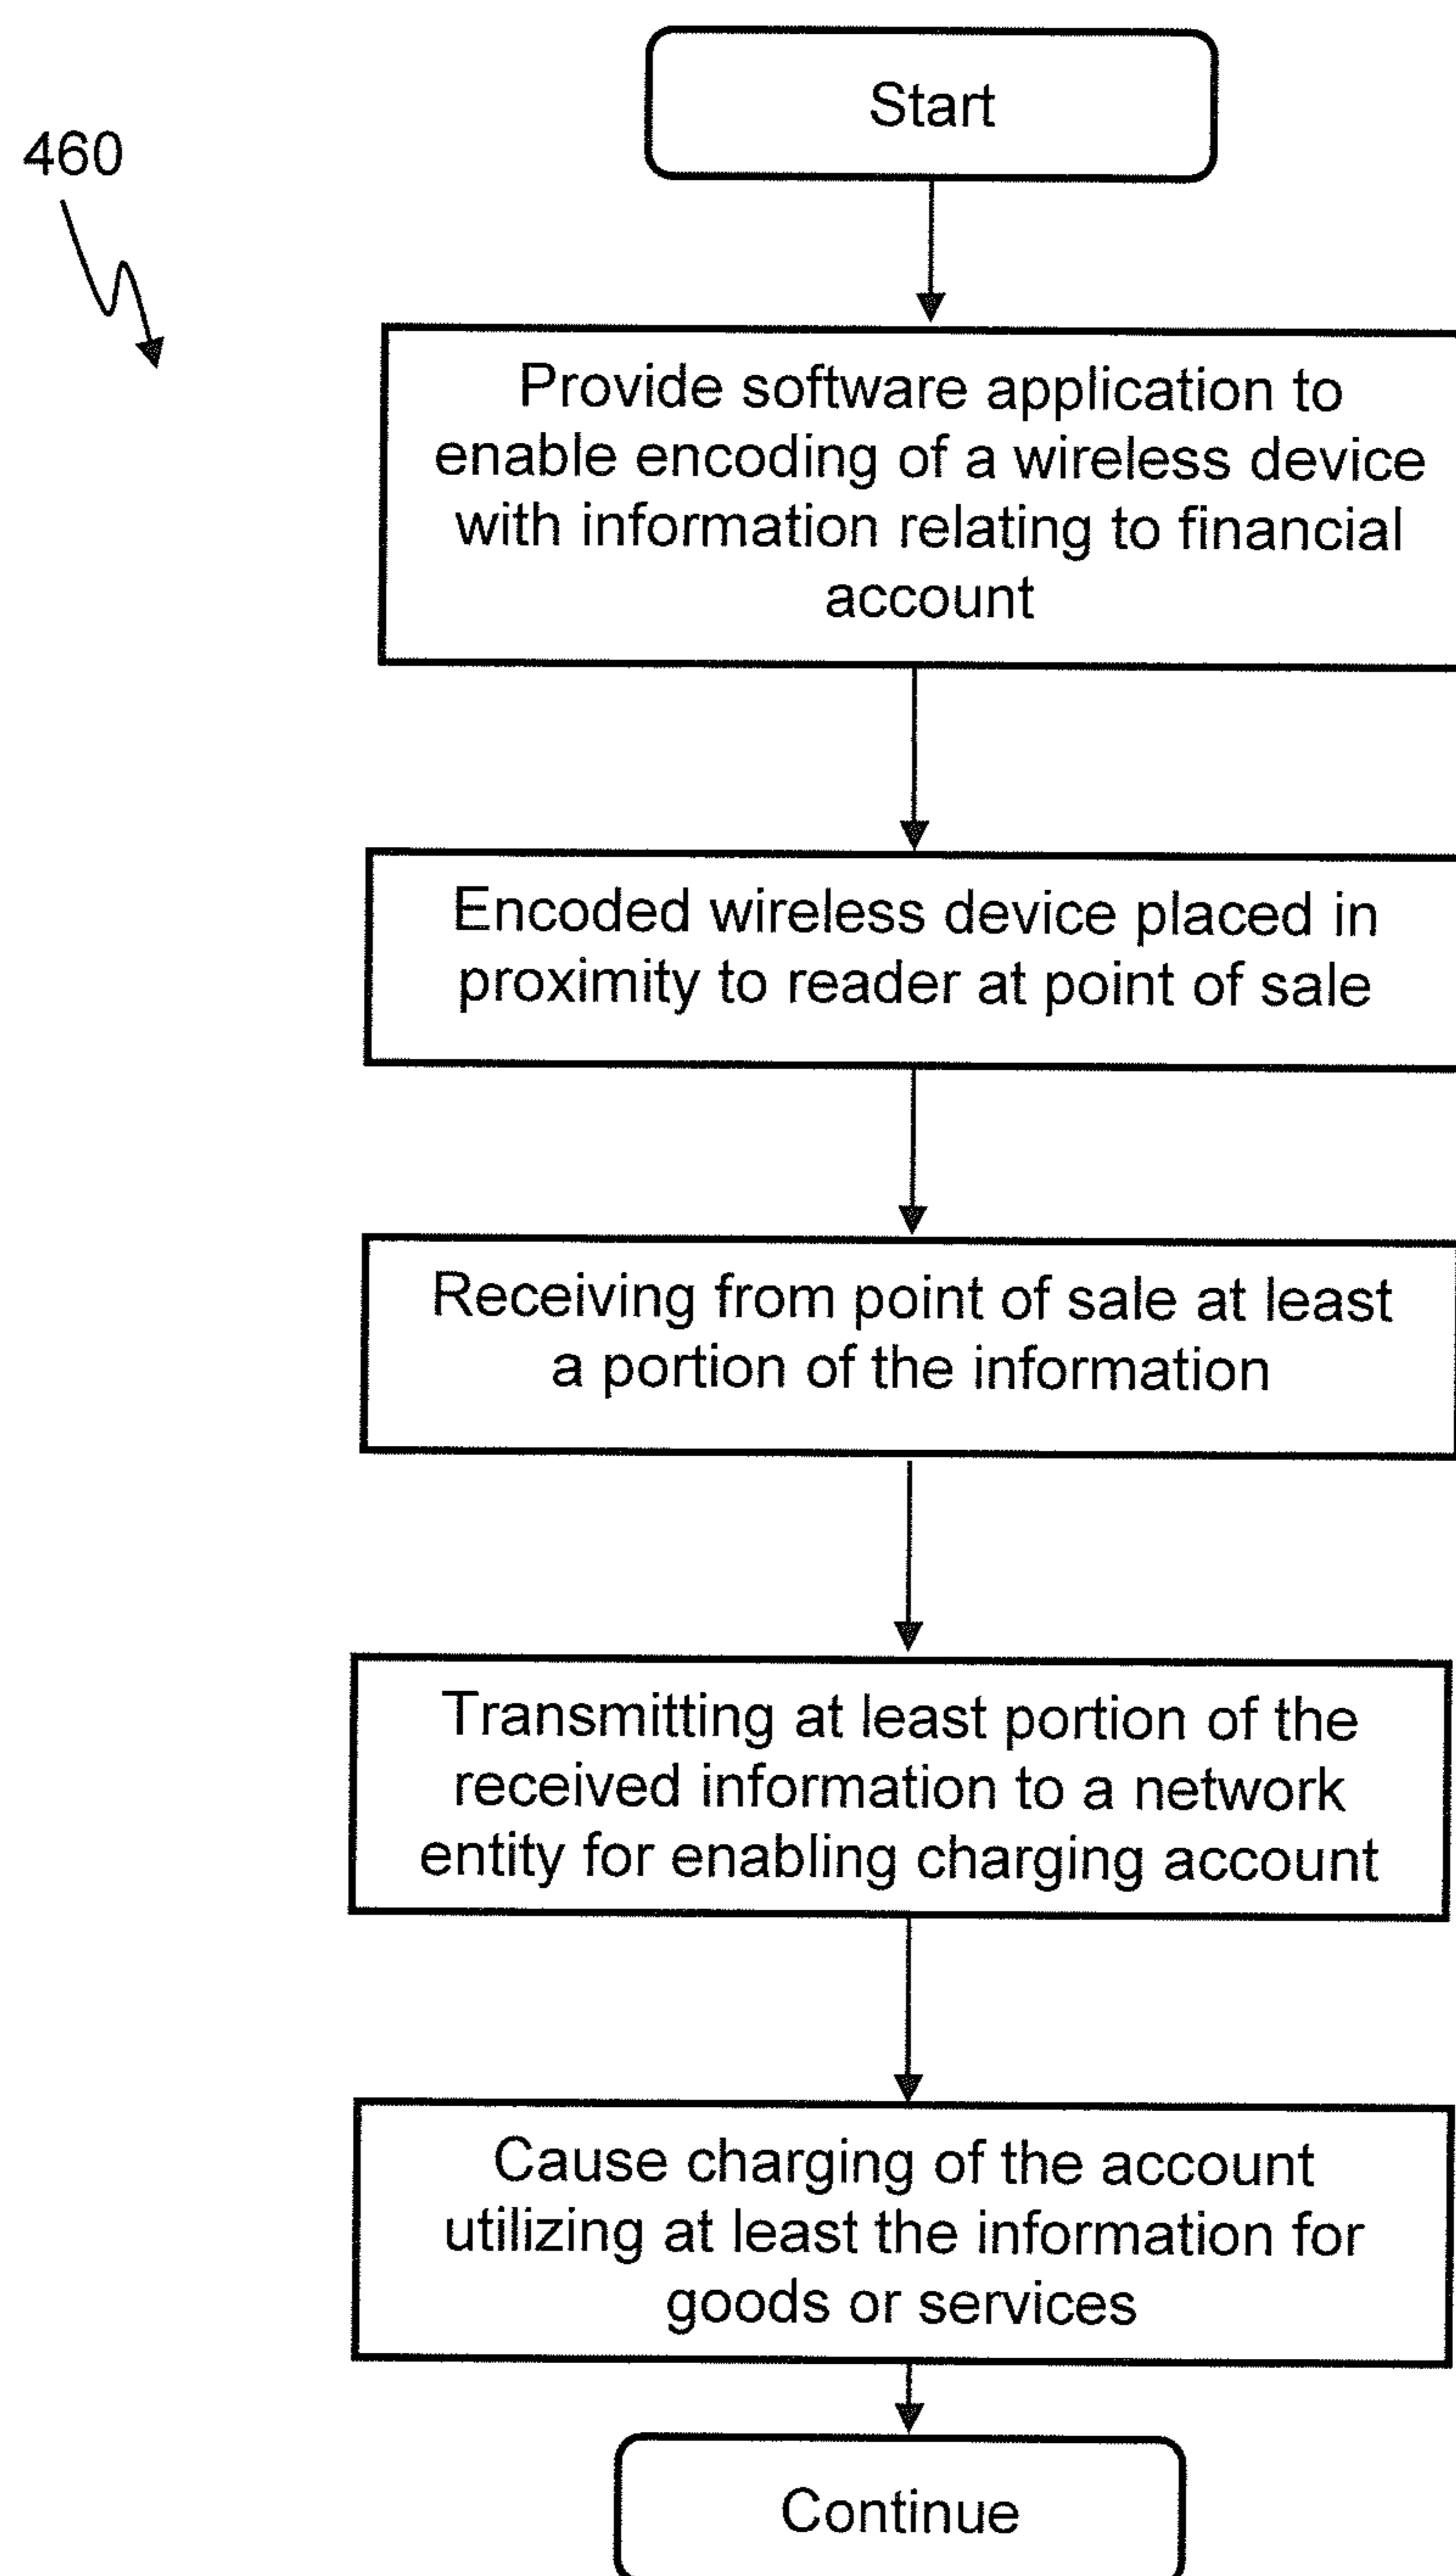 Start
460
Provide software application to
enable encoding of a wireless device
with information relating to financial
account
Encoded wireless device placed in
proximity to reader at point of sale
Receiving from point of sale at least
a portion of the information
Transmitting at least portion of the
received information to a network
entity for enabling charging account
Cause charging of the account
utilizing at least the information for
goods or services
Continue